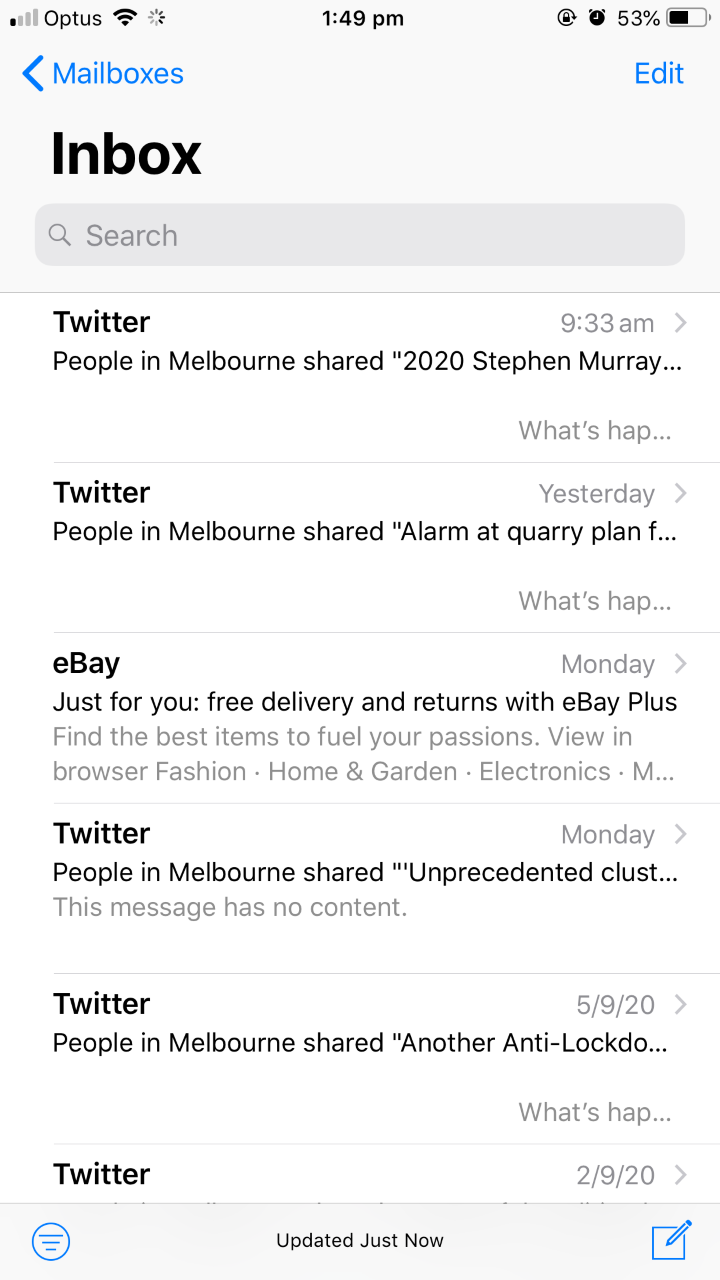 Optus 1:49 pm 53%
Mailboxes Edit
Inbox
Search
Twitter 9:33 am
People in Melbourne shared "2020 Stephen Murray...
What's hap...
Twitter Yesterday
People in Melbourne shared "Alarm at quarry plan f...
What's hap...
eBay Monday
Just for you: free delivery and returns with eBay Plus
Find the best items to fuel your passions. View in
browser Fashion · Home & Garden · Electronics · M...
Twitter Monday
People in Melbourne shared "'Unprecedented clust...
This message has no content.
Twitter 5/9/20
People in Melbourne shared "Another Anti-Lockdo...
What's hap...
Twitter 2/9/20
Updated Just Now